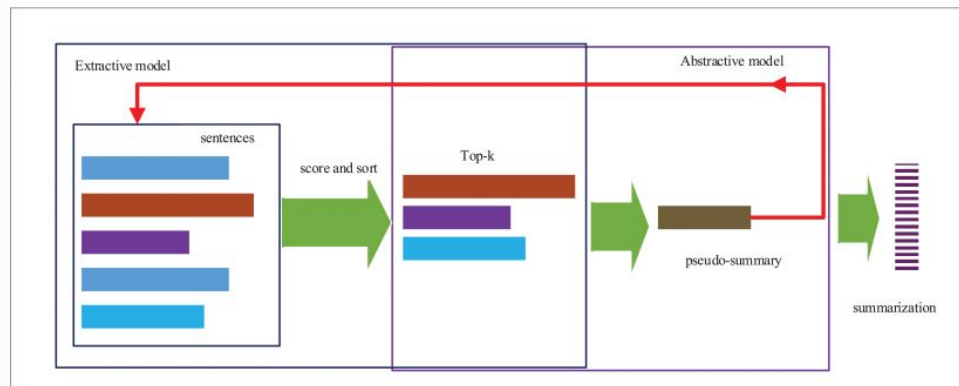 Extractive model
Abstractive model
sentences
score and sort
Top-k
pseudo-summary
summarization